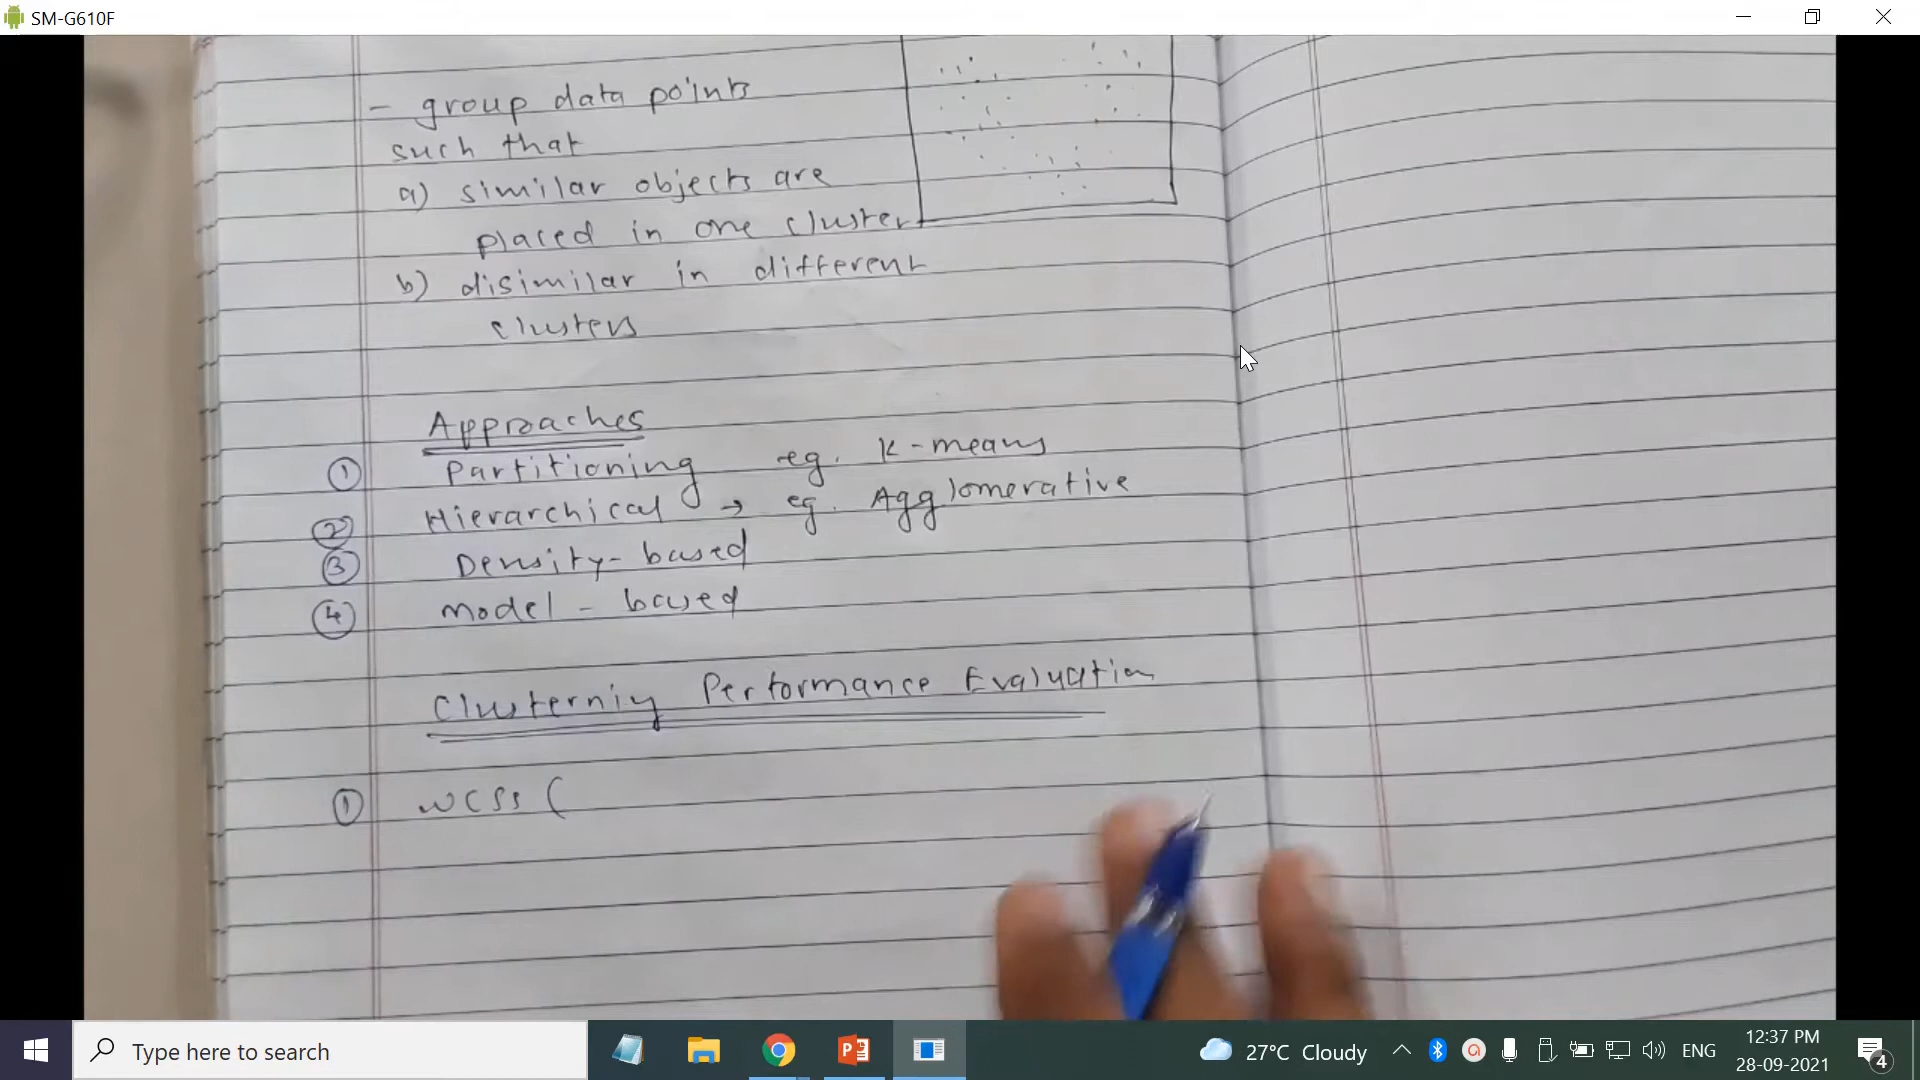 SM-G610F
- group data points
such that
a) similar objects are
placed in one cluster
b) disimilar in different
clusters
Approaches
① Partitioning eg. K-means
② Hierarchical → eg. Agglomerative
③ Density-based
④ Model-based
Clustering Performance Evaluation
① WCSS (
Type here to search
27°C Cloudy
ENG
12:37 PM
28-09-2021
4